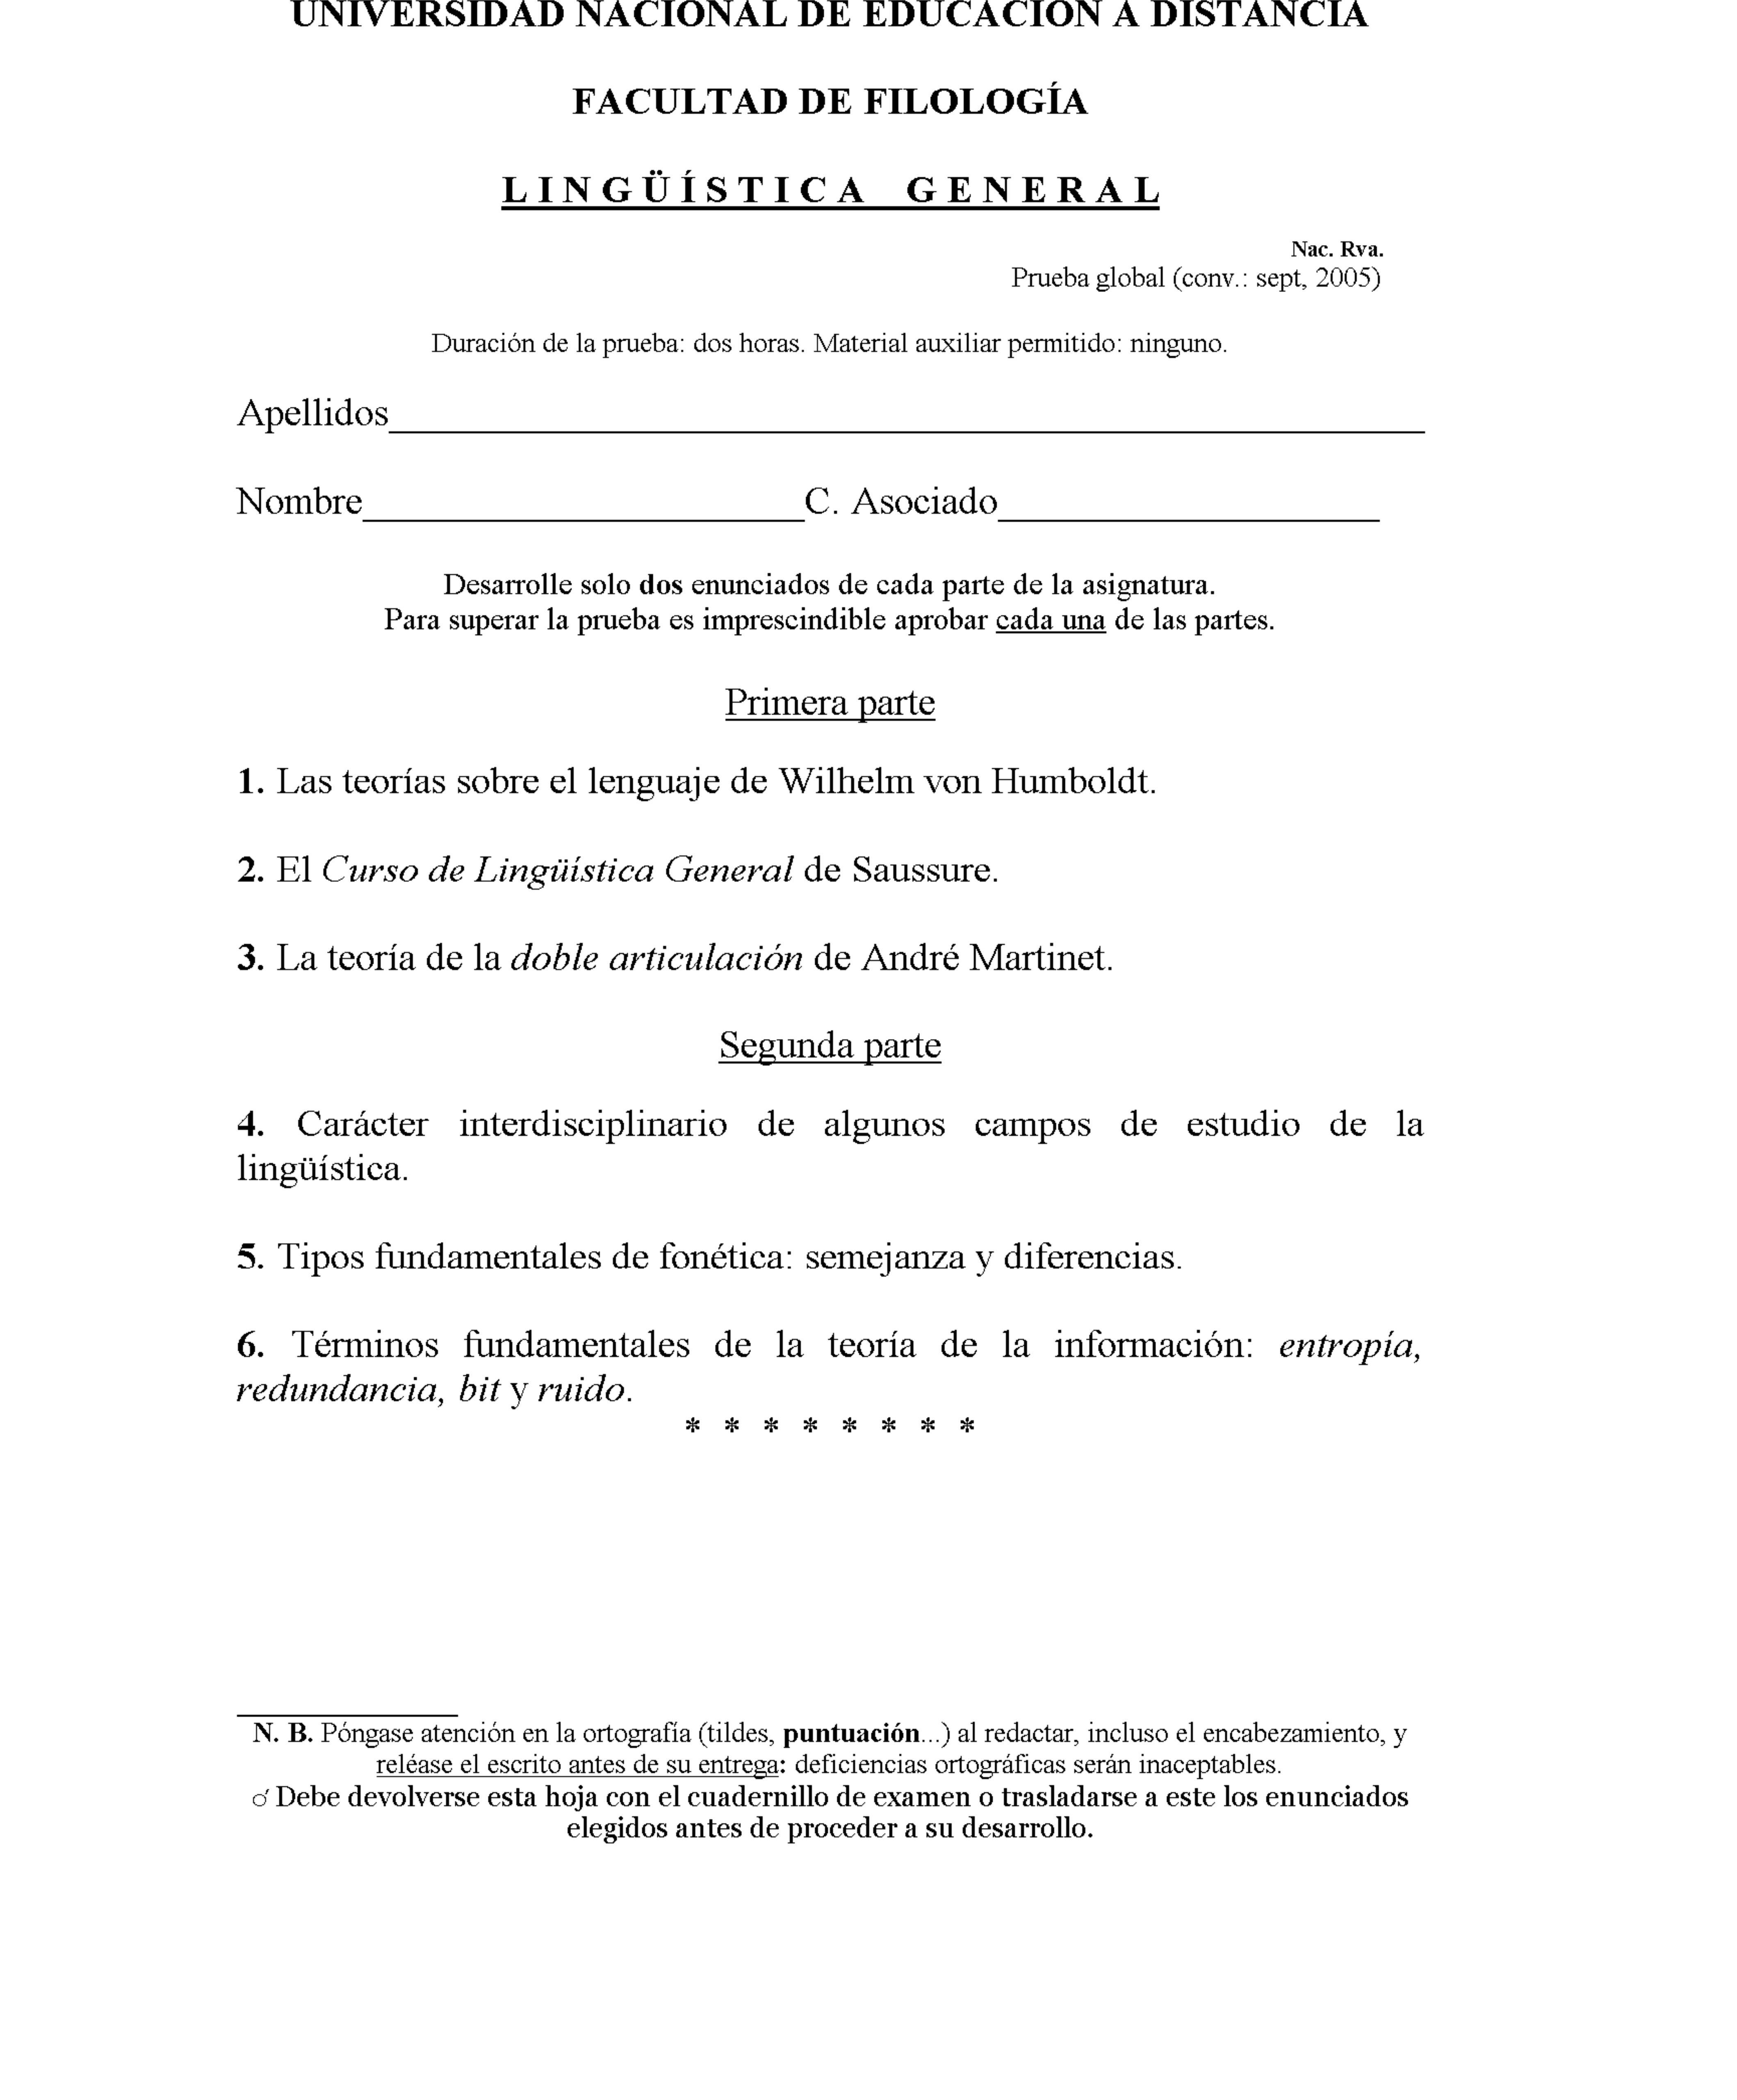 UNIVERSIDAD NACIONAL DE EDUCACIÓN A DISTANCIA
FACULTAD DE FILOLOGÍA
LINGÜÍSTICA GENERAL
Nac. Rva.
Prueba global (conv.: sept, 2005)
Duración de la prueba: dos horas. Material auxiliar permitido: ninguno.
Apellidos
Nombre C. Asociado
Desarrolle solo dos enunciados de cada parte de la asignatura.
Para superar la prueba es imprescindible aprobar cada una de las partes.
Primera parte
1. Las teorías sobre el lenguaje de Wilhelm von Humboldt.
2. El Curso de Lingüística General de Saussure.
3. La teoría de la doble articulación de André Martinet.
Segunda parte
4. Carácter interdisciplinario de algunos campos de estudio de la
lingüística.
5. Tipos fundamentales de fonética: semejanza y diferencias.
6. Términos fundamentales de la teoría de la información: entropía,
redundancia, bit y ruido.
* * * * * * * *
N. B. Póngase atención en la ortografía (tildes, puntuación...) al redactar, incluso el encabezamiento, y
reléase el escrito antes de su entrega: deficiencias ortográficas serán inaceptables.
♂ Debe devolverse esta hoja con el cuadernillo de examen o trasladarse a este los enunciados
elegidos antes de proceder a su desarrollo.